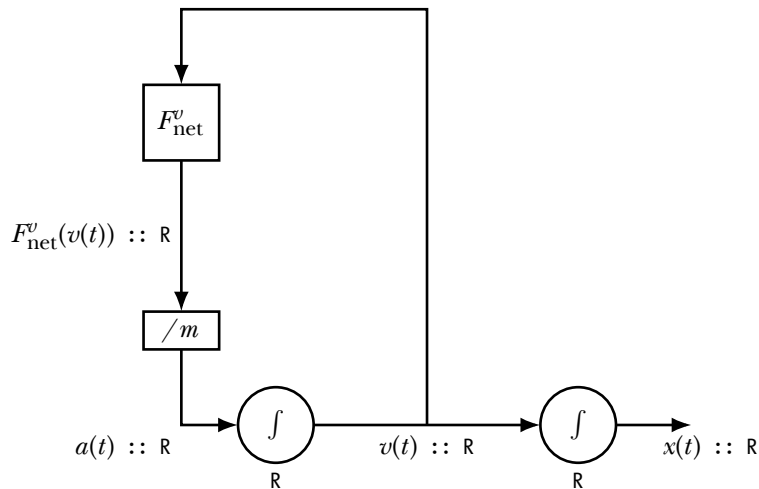 F^v_net
F^v_net(v(t)) :: R
/m
∫ ∫
a(t) :: R v(t) :: R x(t) :: R
R R